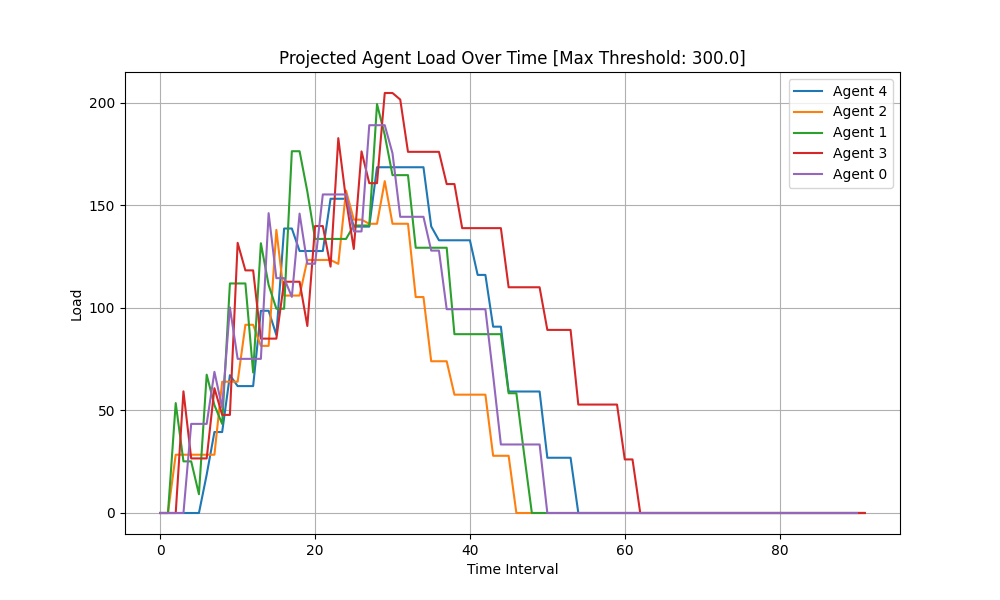 Projected Agent Load Over Time [Max Threshold: 300.0]
Agent 4
Agent 2
Agent 1
Agent 3
Agent 0
200
150
100
50
0
Load
0 20 40 60 80
Time Interval